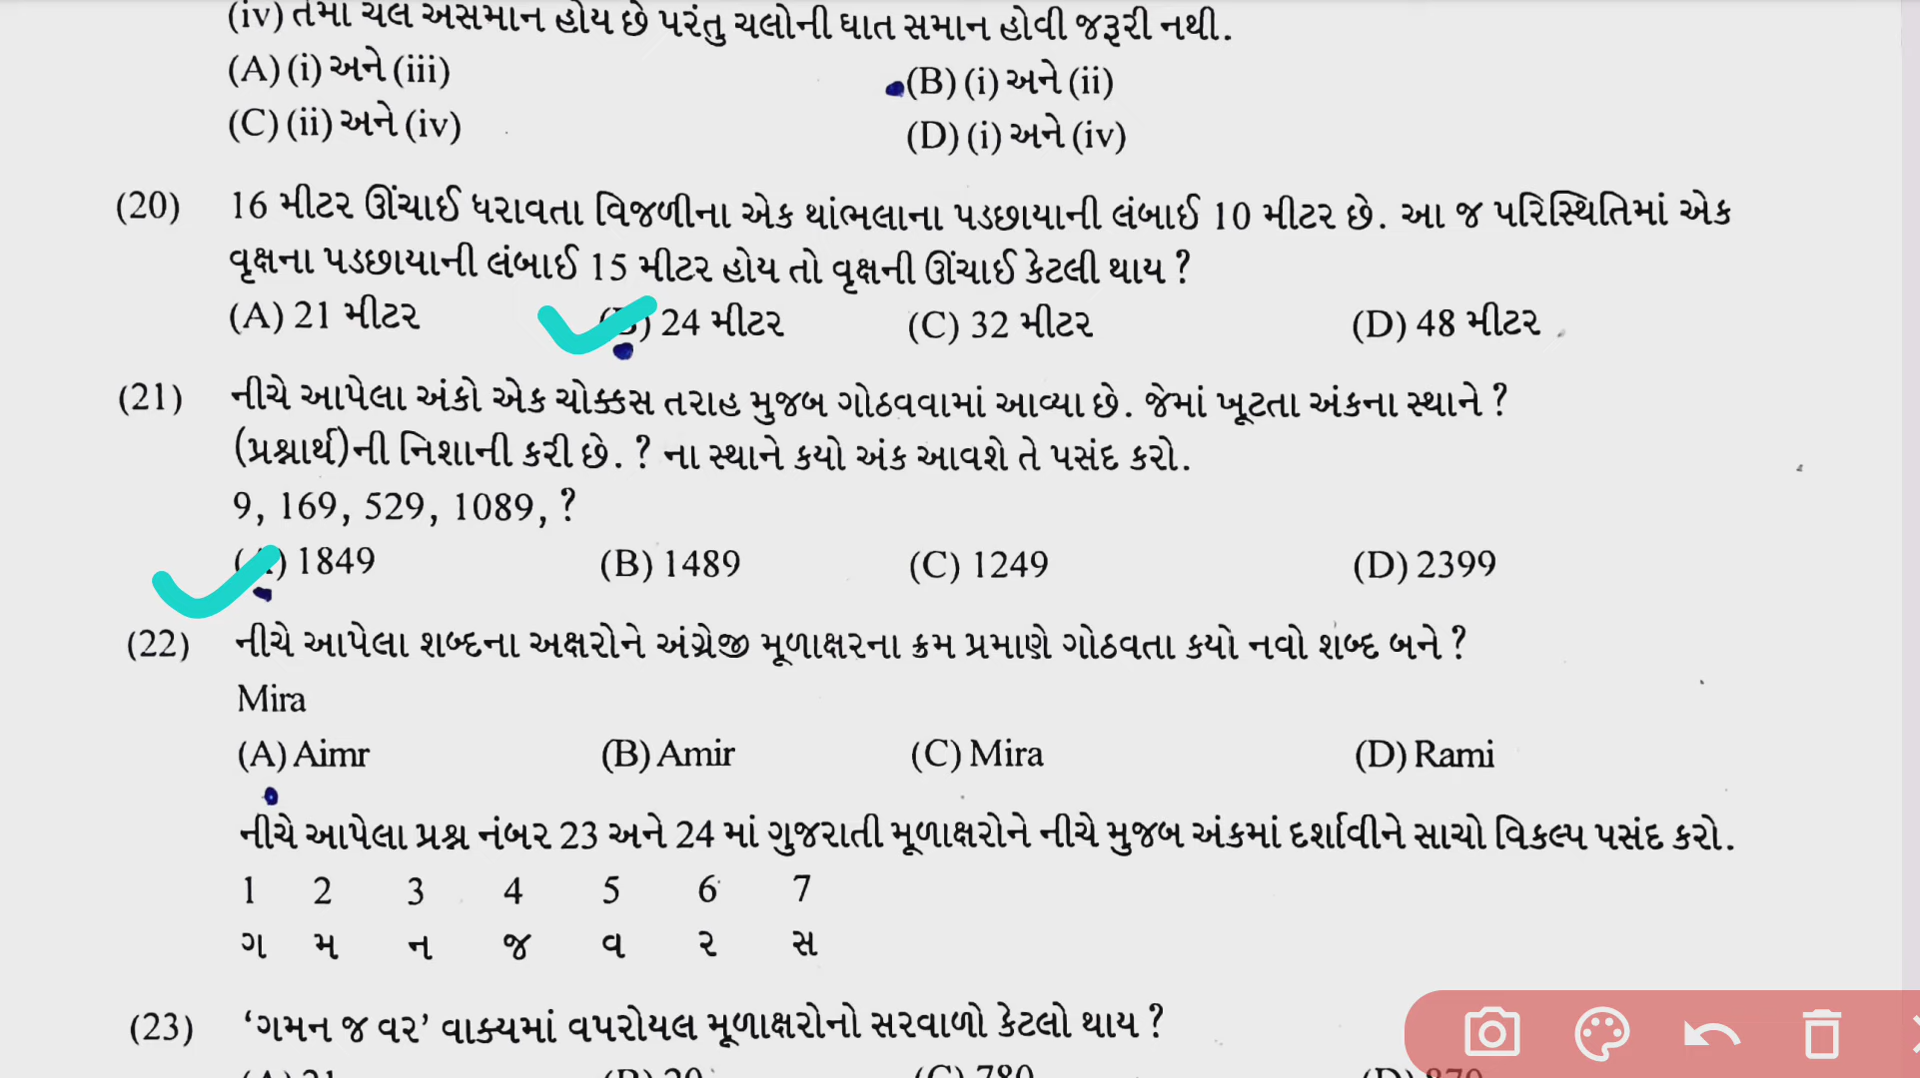 (iv) તેમાં ચલ અસમાન હોય છે પરંતુ ચલોની ઘાત સમાન હોવી જરૂરી નથી.
(A) (i) અને (iii) (B) (i) અને (ii)
(C) (ii) અને (iv) (D) (i) અને (iv)
(20) 16 મીટર ઊંચાઈ ધરાવતા વિજળીના એક થાંભલાના પડછાયાની લંબાઈ 10 મીટર છે. આ જ પરિસ્થિતિમાં એક
વૃક્ષના પડછાયાની લંબાઈ 15 મીટર હોય તો વૃક્ષની ઊંચાઈ કેટલી થાય ?
(A) 21 મીટર (B) 24 મીટર (C) 32 મીટર (D) 48 મીટર
(21) નીચે આપેલા અંકો એક ચોક્કસ તરાહ મુજબ ગોઠવવામાં આવ્યા છે. જેમાં ખૂટતા અંકના સ્થાને ?
(પ્રશ્નાર્થ)ની નિશાની કરી છે. ? ના સ્થાને કયો અંક આવશે તે પસંદ કરો.
9, 169, 529, 1089, ?
(A) 1849 (B) 1489 (C) 1249 (D) 2399
(22) નીચે આપેલા શબ્દના અક્ષરોને અંગ્રેજી મૂળાક્ષરના ક્રમ પ્રમાણે ગોઠવતા કયો નવો શબ્દ બને ?
Mira
(A) Aimr (B) Amir (C) Mira (D) Rami
નીચે આપેલા પ્રશ્ન નંબર 23 અને 24 માં ગુજરાતી મૂળાક્ષરોને નીચે મુજબ અંકમાં દર્શાવીને સાચો વિકલ્પ પસંદ કરો.
1 2 3 4 5 6 7
ગ મ ન જ વ ર સ
(23) ‘ગમન જ વર’ વાક્યમાં વપરોયલ મૂળાક્ષરોનો સરવાળો કેટલો થાય ?
(A) 21 (B) 20 (C) 780 (D) 870